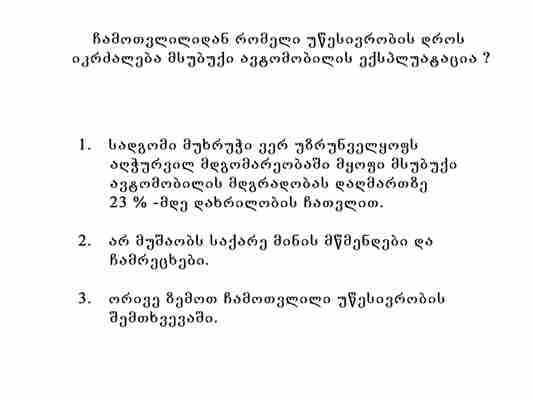 ჩამოთვლილიდან რომელი უწესივრობის დროს
იკრძალება მსუბუქი ავტომობილის ექსპლუატაცია ?
1. სადგომი მუხრუჭი ვერ უზრუნველყოფს
აღჭურვილ მდგომარეობაში მყოფი მსუბუქი
ავტომობილის მდგრადობას დაღმართზე
23 % -მდე დახრილობის ჩათვლით.
2. არ მუშაობს საქარე მინის მწმენდები და
ჩამრეცხები.
3. ორივე ზემოთ ჩამოთვლილი უწესივრობის
შემთხვევაში.